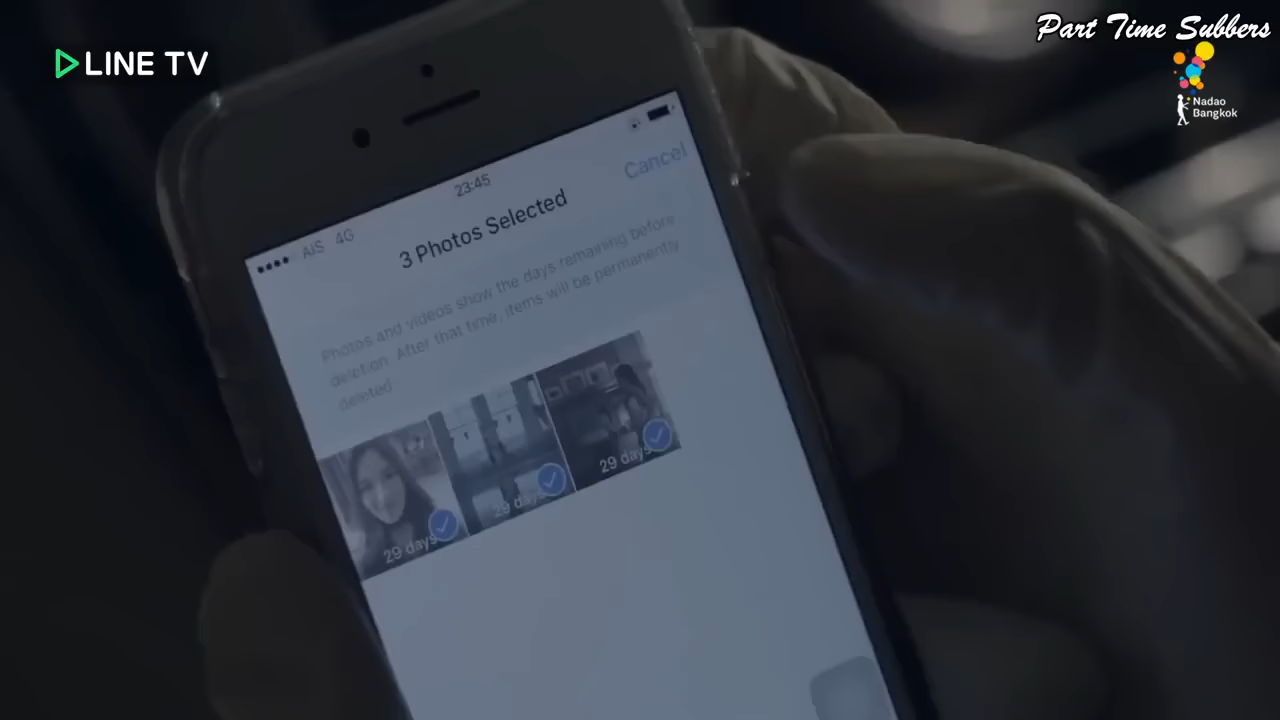 Part Time Subbers
LINE TV
Nadao
Bangkok
AIS 4G
23:45
Cancel
3 Photos Selected
Photos and videos show the days remaining before
deletion. After that time, items will be permanently
deleted
29 days
29 days
29 days